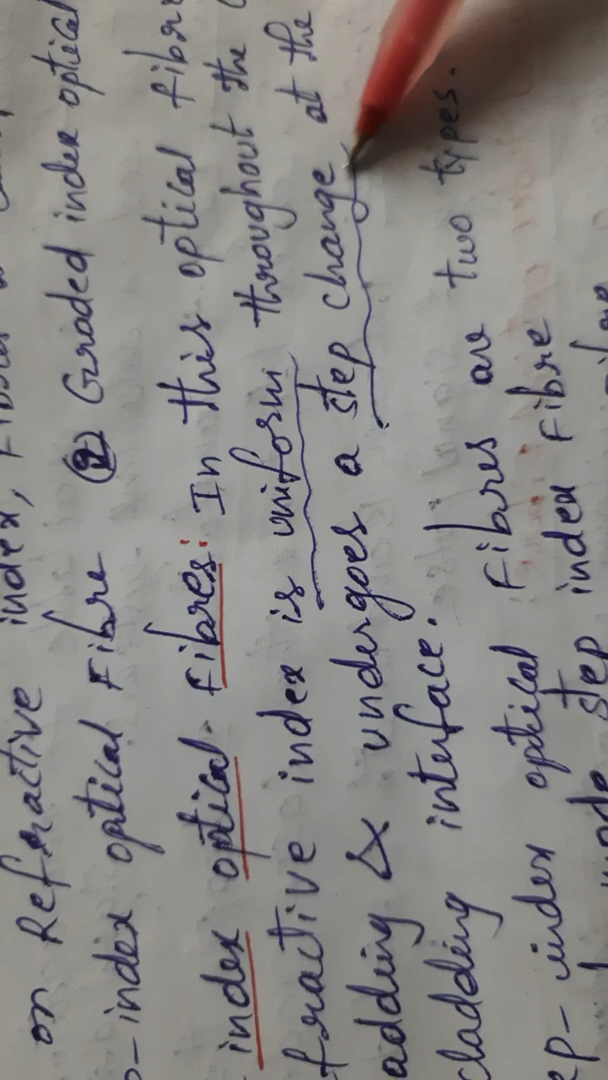 on Refractive index, Fibres
p-index optical Fibre (2) Graded index optical
index optical Fibres: In this optical fibre
fractive index is uniform throughout the
adding & undergoes a step change at the
cladding interface.
ep-index optical Fibres are two types.
mode step index Fibre